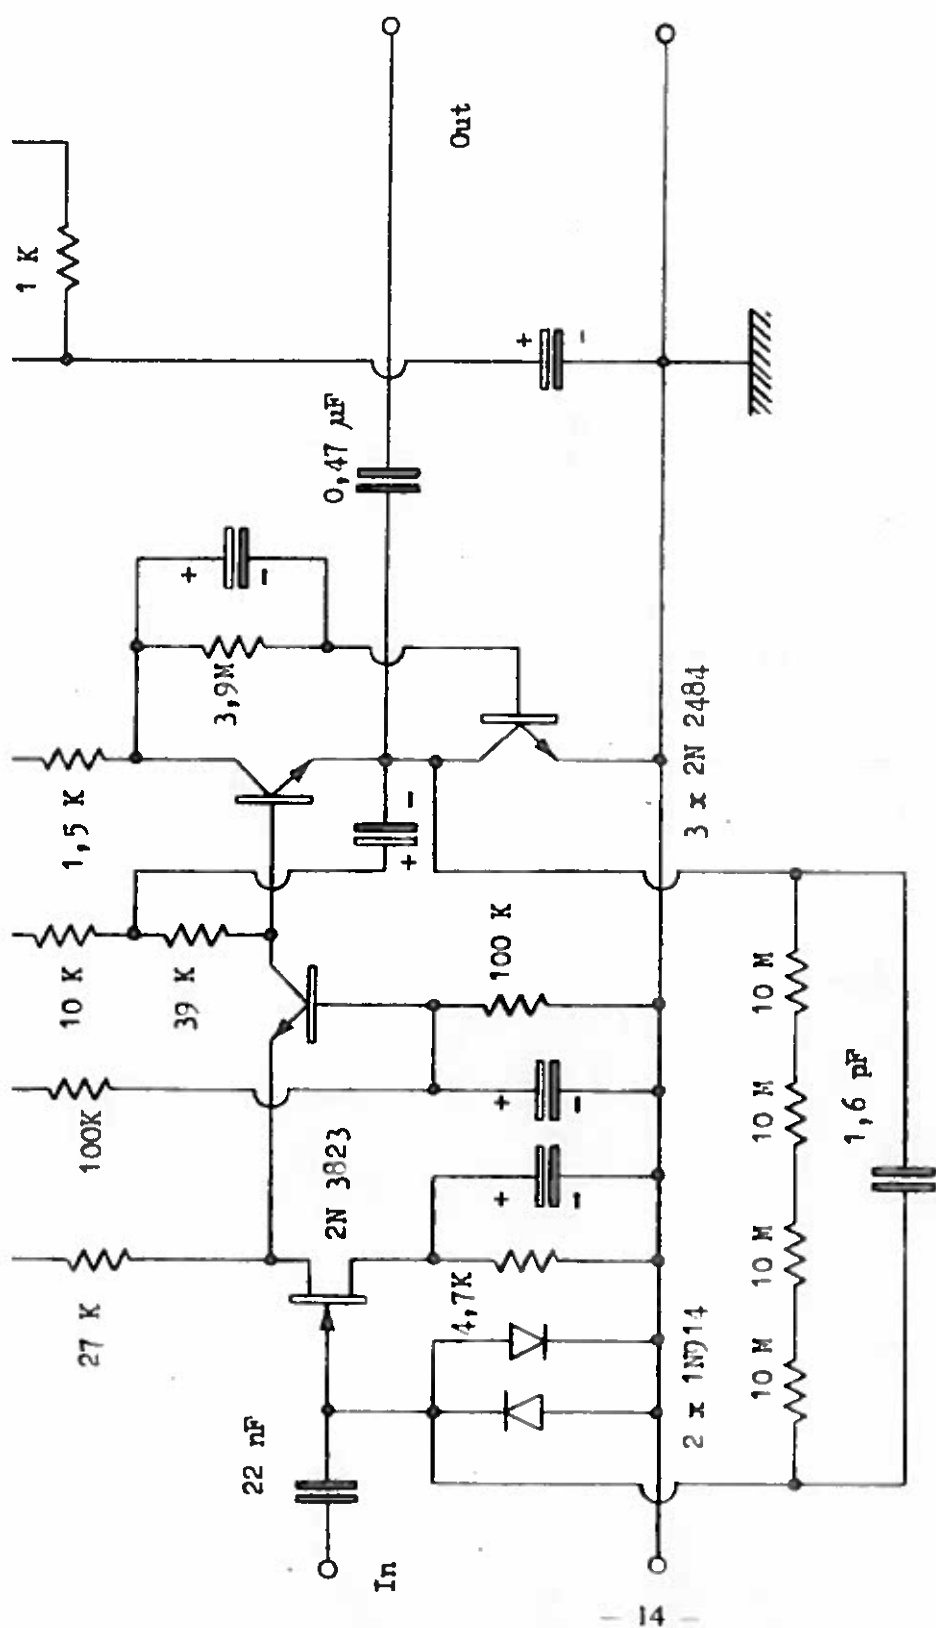 1 K
Out
0,47 µF
3,9M
1,5 K
10 K
39 K
100K
27 K
2N 3823
100 K
3 x 2N 2484
4,7K
22 nF
In
2 x 1N914
10 M
10 M
10 M
10 M
1,6 pF
+
-
+
-
+
-
+
-
+
-
- 14 -